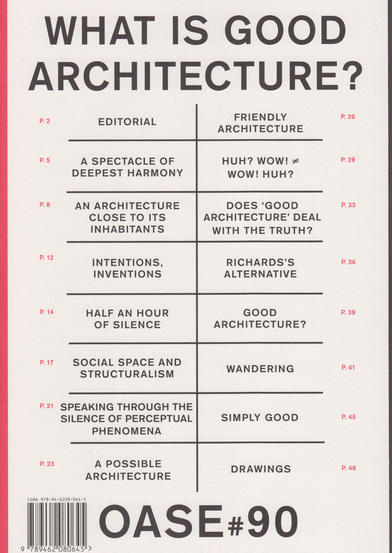 WHAT IS GOOD
ARCHITECTURE?
P. 2
EDITORIAL
P. 5
A SPECTACLE OF
DEEPEST HARMONY
P. 8
AN ARCHITECTURE
CLOSE TO ITS
INHABITANTS
P. 12
INTENTIONS,
INVENTIONS
P. 14
HALF AN HOUR
OF SILENCE
P. 17
SOCIAL SPACE AND
STRUCTURALISM
P. 21
SPEAKING THROUGH THE
SILENCE OF PERCEPTUAL
PHENOMENA
P. 23
A POSSIBLE
ARCHITECTURE
FRIENDLY
ARCHITECTURE
P. 26
HUH? WOW! ≠
WOW! HUH?
P. 29
DOES ‘GOOD
ARCHITECTURE’ DEAL
WITH THE TRUTH?
P. 33
RICHARDS'S
ALTERNATIVE
P. 36
GOOD
ARCHITECTURE?
P. 39
WANDERING
P. 41
SIMPLY GOOD
P. 45
DRAWINGS
P. 48
ISBN 978-94-6208-064-5
9 789462 080645 >
OASE#90